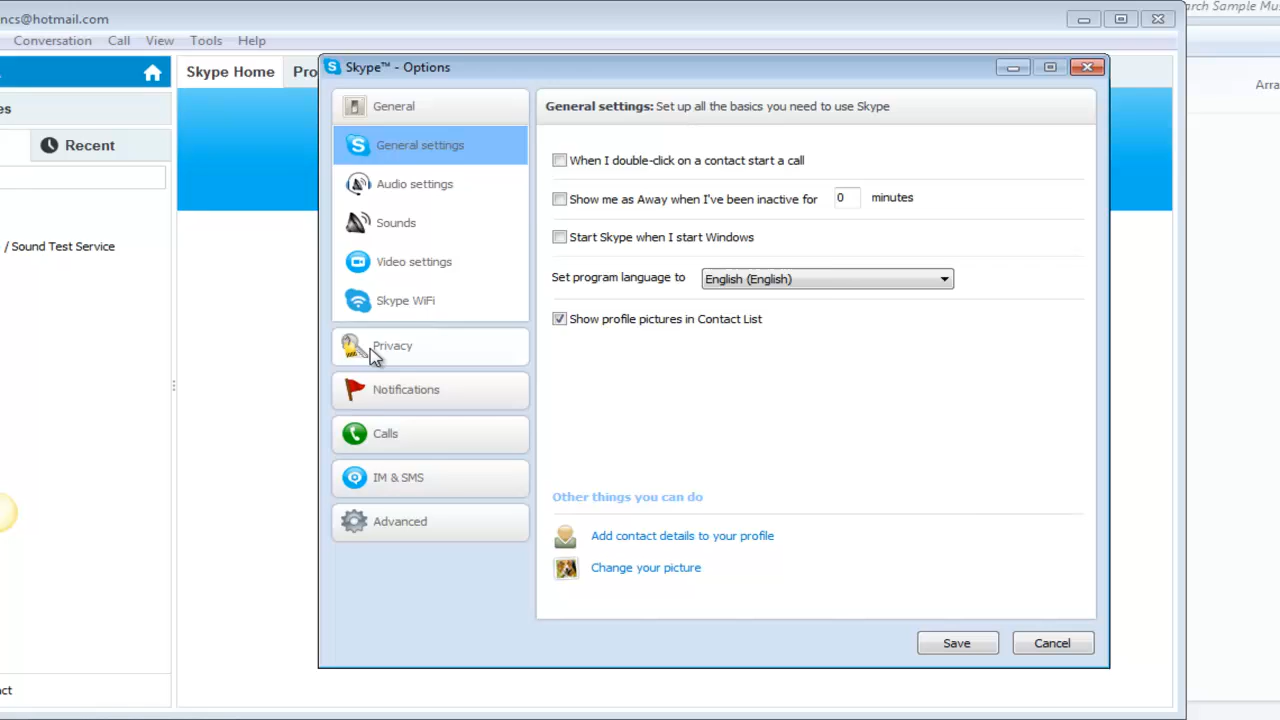 ncs@hotmail.com
Conversation Call View Tools Help
Skype Home Pro
es
Recent
/ Sound Test Service
ct
arch Sample Mu
Arra
Skype™ - Options
General
General settings
Audio settings
Sounds
Video settings
Skype WiFi
Privacy
Notifications
Calls
IM & SMS
Advanced
General settings: Set up all the basics you need to use Skype
When I double-click on a contact start a call
Show me as Away when I've been inactive for 0 minutes
Start Skype when I start Windows
Set program language to English (English)
Show profile pictures in Contact List
Other things you can do
Add contact details to your profile
Change your picture
Save Cancel